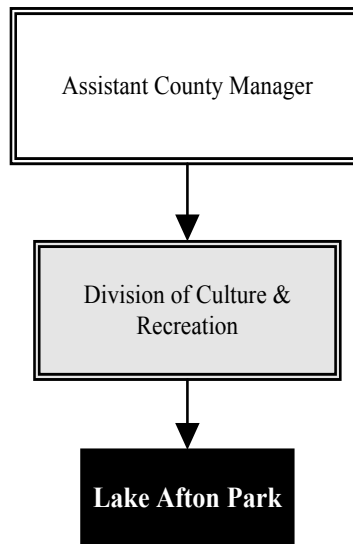 Assistant County Manager
Division of Culture &
Recreation
Lake Afton Park